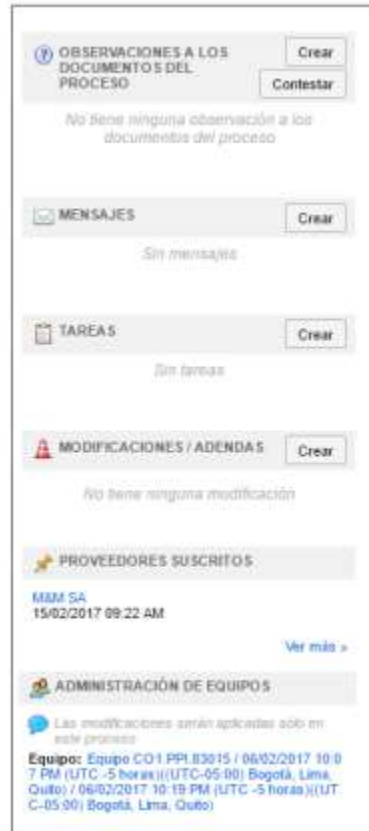 OBSERVACIONES A LOS
DOCUMENTOS DEL
PROCESO
Crear
Contestar
No tiene ninguna observación a los
documentos del proceso
MENSAJES
Crear
Sin mensajes
TAREAS
Crear
Sin tareas
MODIFICACIONES / ADENDAS
Crear
No tiene ninguna modificación
PROVEEDORES SUSCRITOS
M&M SA
15/02/2017 09:22 AM
Ver más »
ADMINISTRACIÓN DE EQUIPOS
Las modificaciones serán aplicadas sólo en
este proceso
Equipo: Equipo CO1.PPI.83015 / 06/02/2017 10:0
7 PM (UTC -5 horas)((UTC-05:00) Bogotá, Lima,
Quito) / 06/02/2017 10:19 PM (UTC -5 horas)((UT
C-05:00) Bogotá, Lima, Quito)